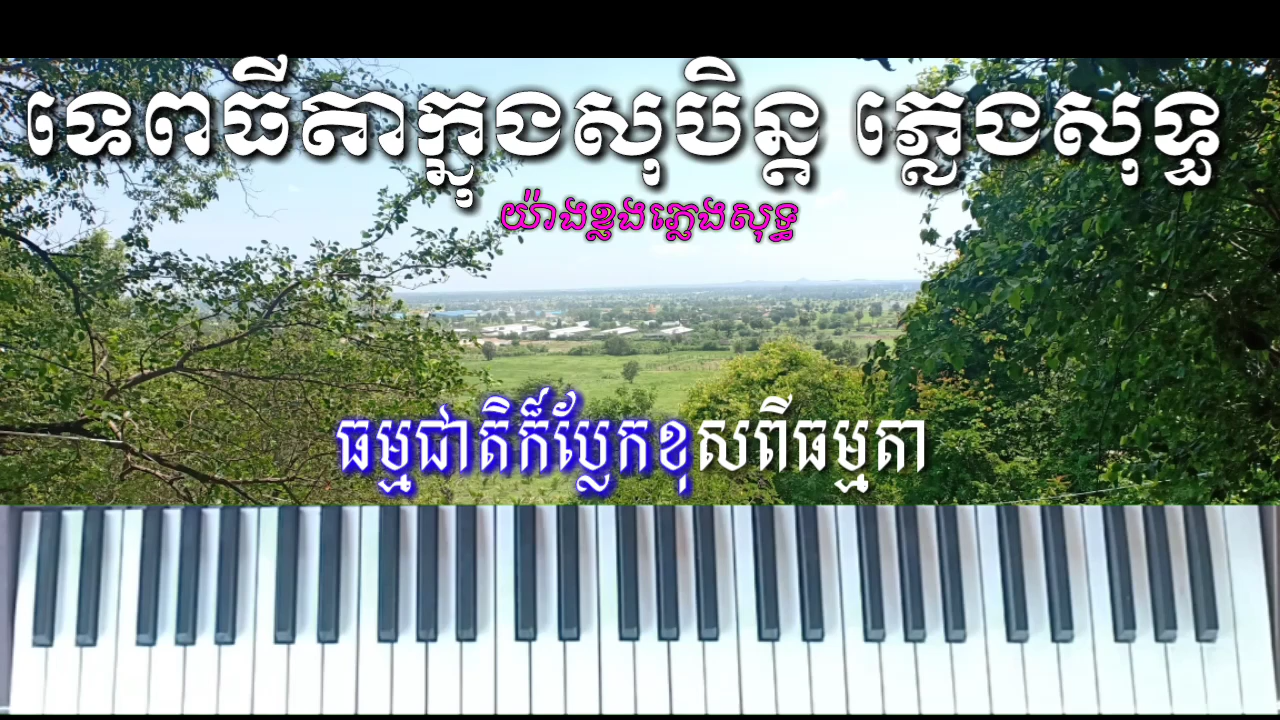 ទេពធីតាក្នុងសុបិន្ត ភ្លេងសុទ្ធ
យ៉ាងខ្លងភ្លេងសុទ្ធ
ធម្មជាតិក៏ប្លែកខុសពីធម្មតា